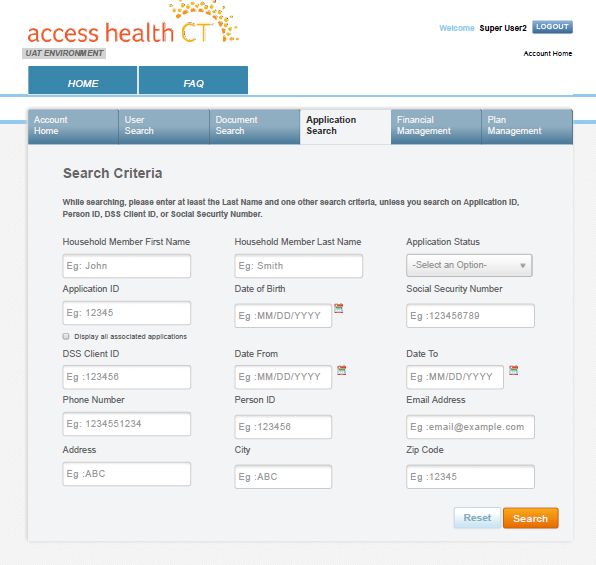 access health CT
UAT ENVIRONMENT
Welcome Super User2 LOGOUT
Account Home
HOME FAQ
Account Home
User Search
Document Search
Application Search
Financial Management
Plan Management
Search Criteria
While searching, please enter at least the Last Name and one other search criteria, unless you search on Application ID,
Person ID, DSS Client ID, or Social Security Number.
Household Member First Name Household Member Last Name Application Status
Eg: John Eg: Smith -Select an Option-
Application ID Date of Birth Social Security Number
Eg: 12345 Eg :MM/DD/YYYY Eg :123456789
Display all associated applications
DSS Client ID Date From Date To
Eg :123456 Eg :MM/DD/YYYY Eg :MM/DD/YYYY
Phone Number Person ID Email Address
Eg: 1234551234 Eg :123456 Eg :email@example.com
Address City Zip Code
Eg :ABC Eg :ABC Eg :12345
Reset Search